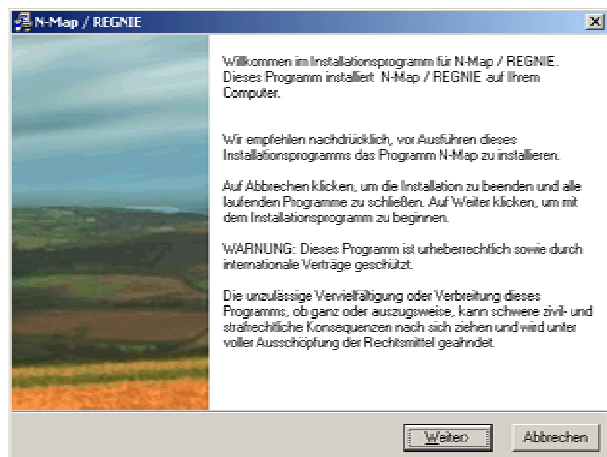 N-Map / REGNIE
Willkommen im Installationsprogramm für N-Map / REGNIE.
Dieses Programm installiert N-Map / REGNIE auf Ihrem
Computer.
Wir empfehlen nachdrücklich, vor Ausführen dieses
Installationsprogramms das Programm N-Map zu installieren.
Auf Abbrechen klicken, um die Installation zu beenden und alle
laufenden Programme zu schließen. Auf Weiter klicken, um mit
dem Installationsprogramm zu beginnen.
WARNUNG: Dieses Programm ist urheberrechtlich sowie durch
internationale Verträge geschützt.
Die unzulässige Vervielfältigung oder Verbreitung dieses
Programms, ob ganz oder auszugsweise, kann schwere zivil- und
strafrechtliche Konsequenzen nach sich ziehen und wird unter
voller Ausschöpfung der Rechtsmittel geahndet.
Weiter>
Abbrechen